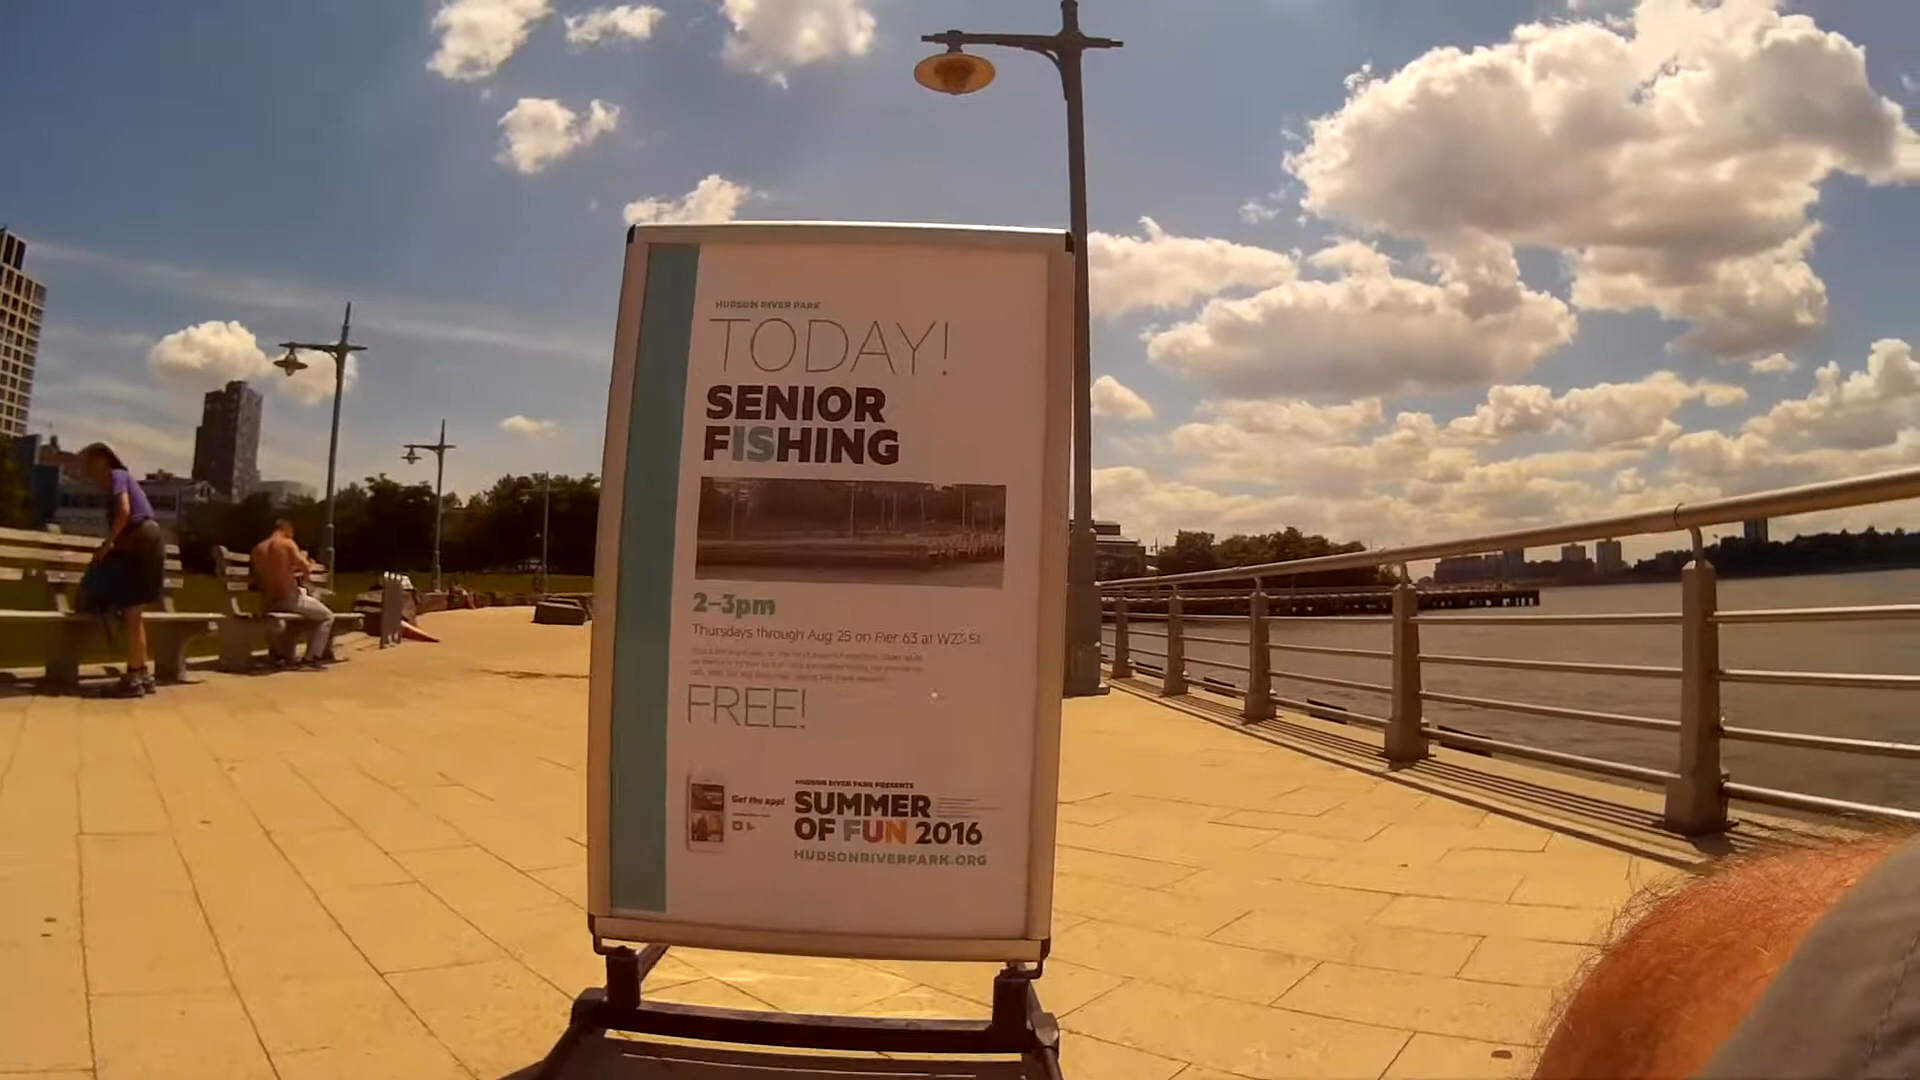 HUDSON RIVER PARK
TODAY!
SENIOR
FISHING
2-3pm
Thursdays through Aug 25 on Pier 63 at W23 St
FREE!
Get the app!
HUDSON RIVER PARK PRESENTS
SUMMER
OF FUN 2016
HUDSONRIVERPARK.ORG